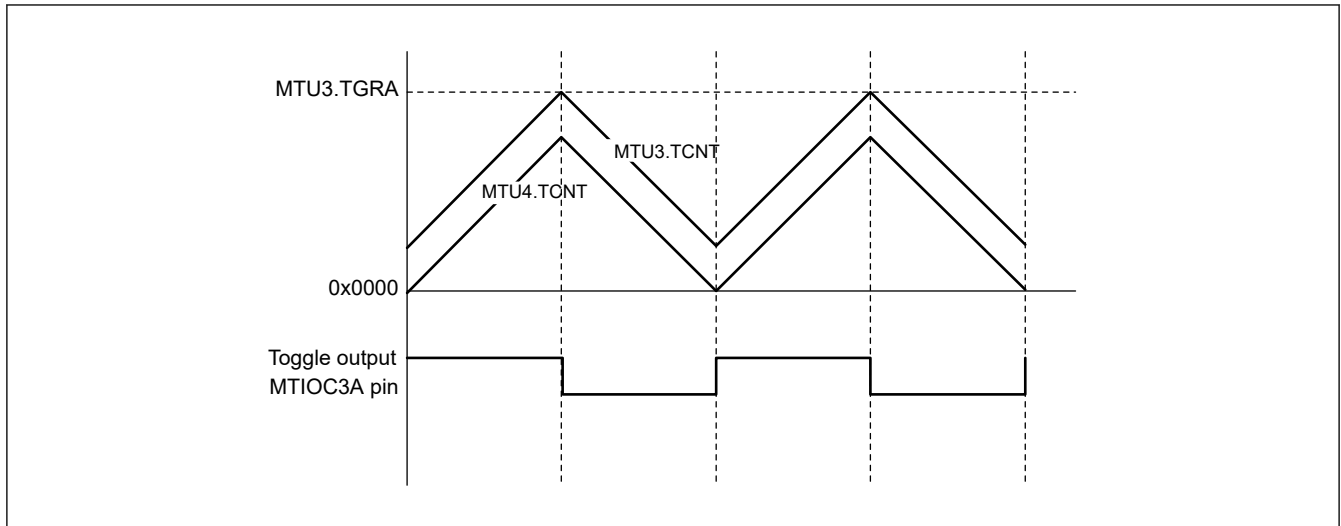 MTU3.TGRA
MTU3.TCNT
MTU4.TCNT
0x0000
Toggle output
MTIOC3A pin